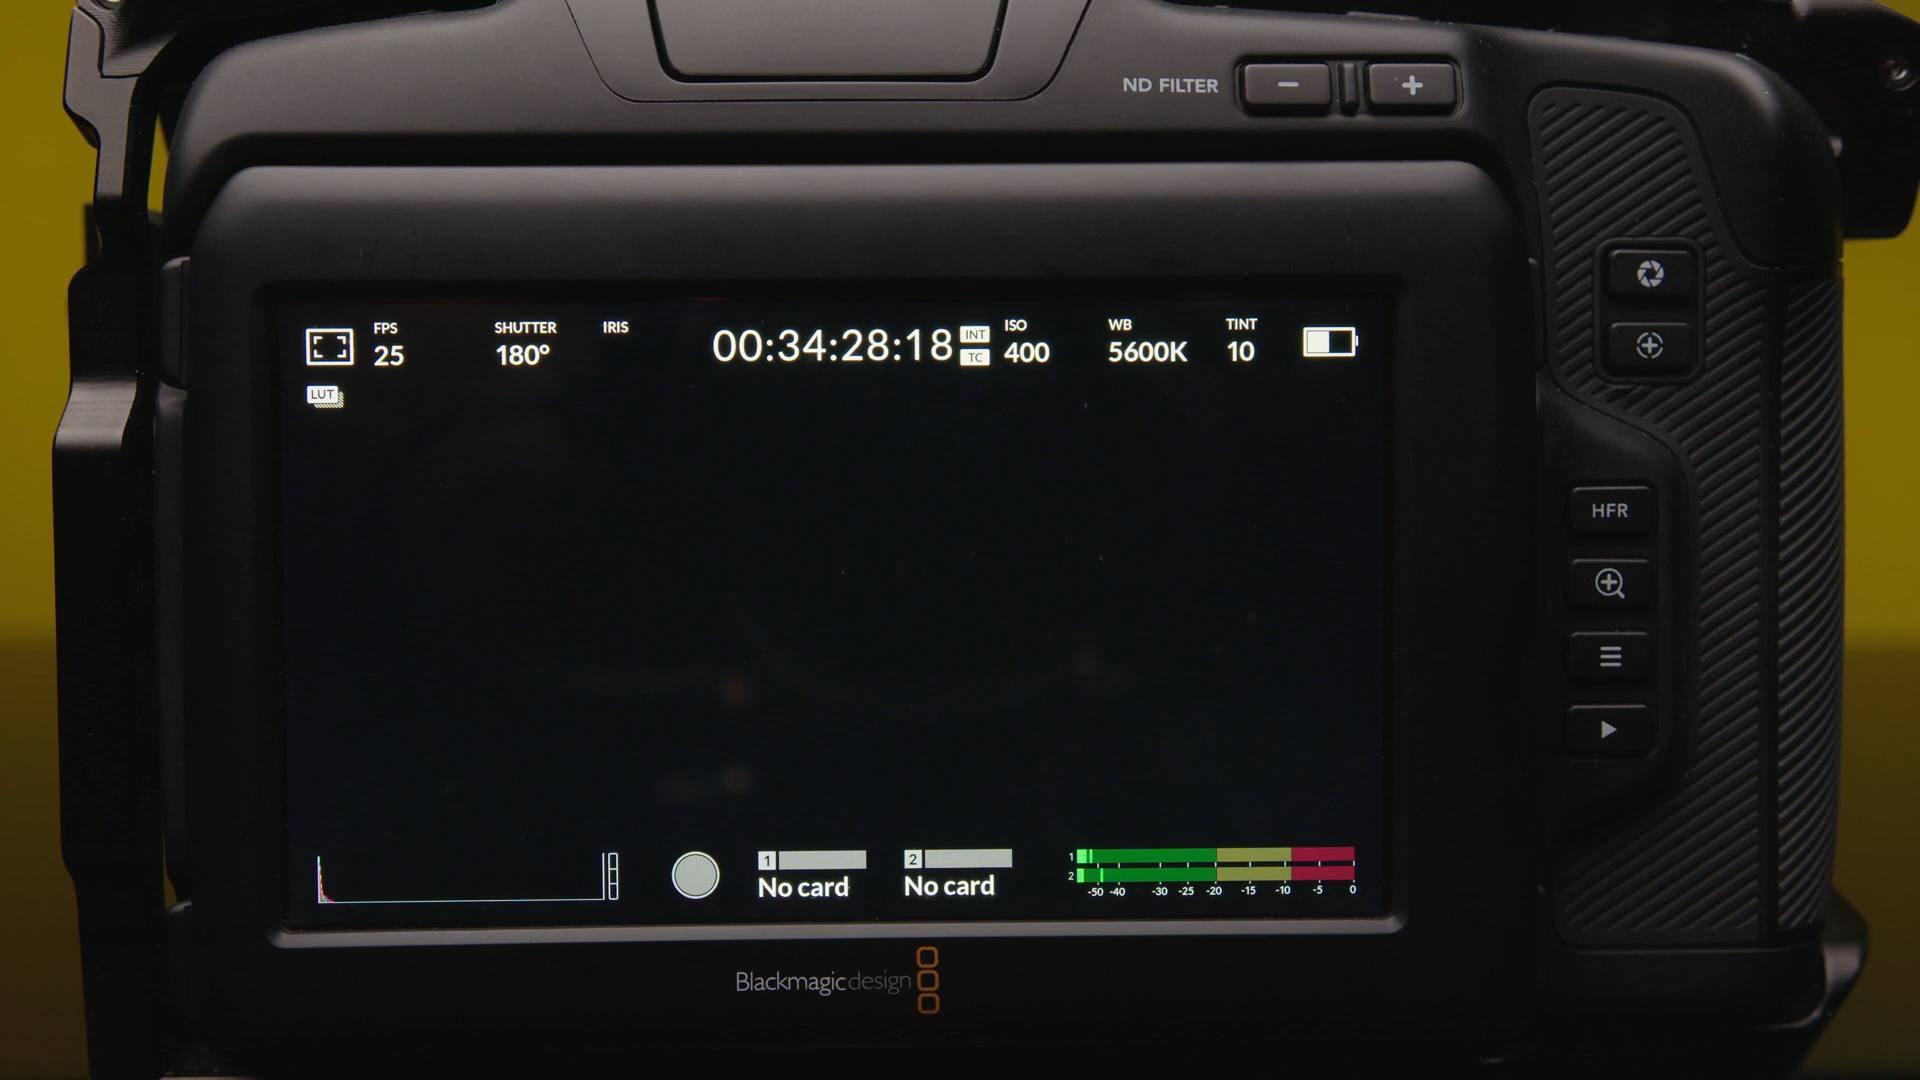 ND FILTER
FPS
25
SHUTTER
180°
IRIS
00:34:28:18
INT
TC
ISO
400
WB
5600K
TINT
10
LUT
HFR
1
No card
2
No card
1
2
-50 -40 -30 -25 -20 -15 -10 -5 0
Blackmagicdesign